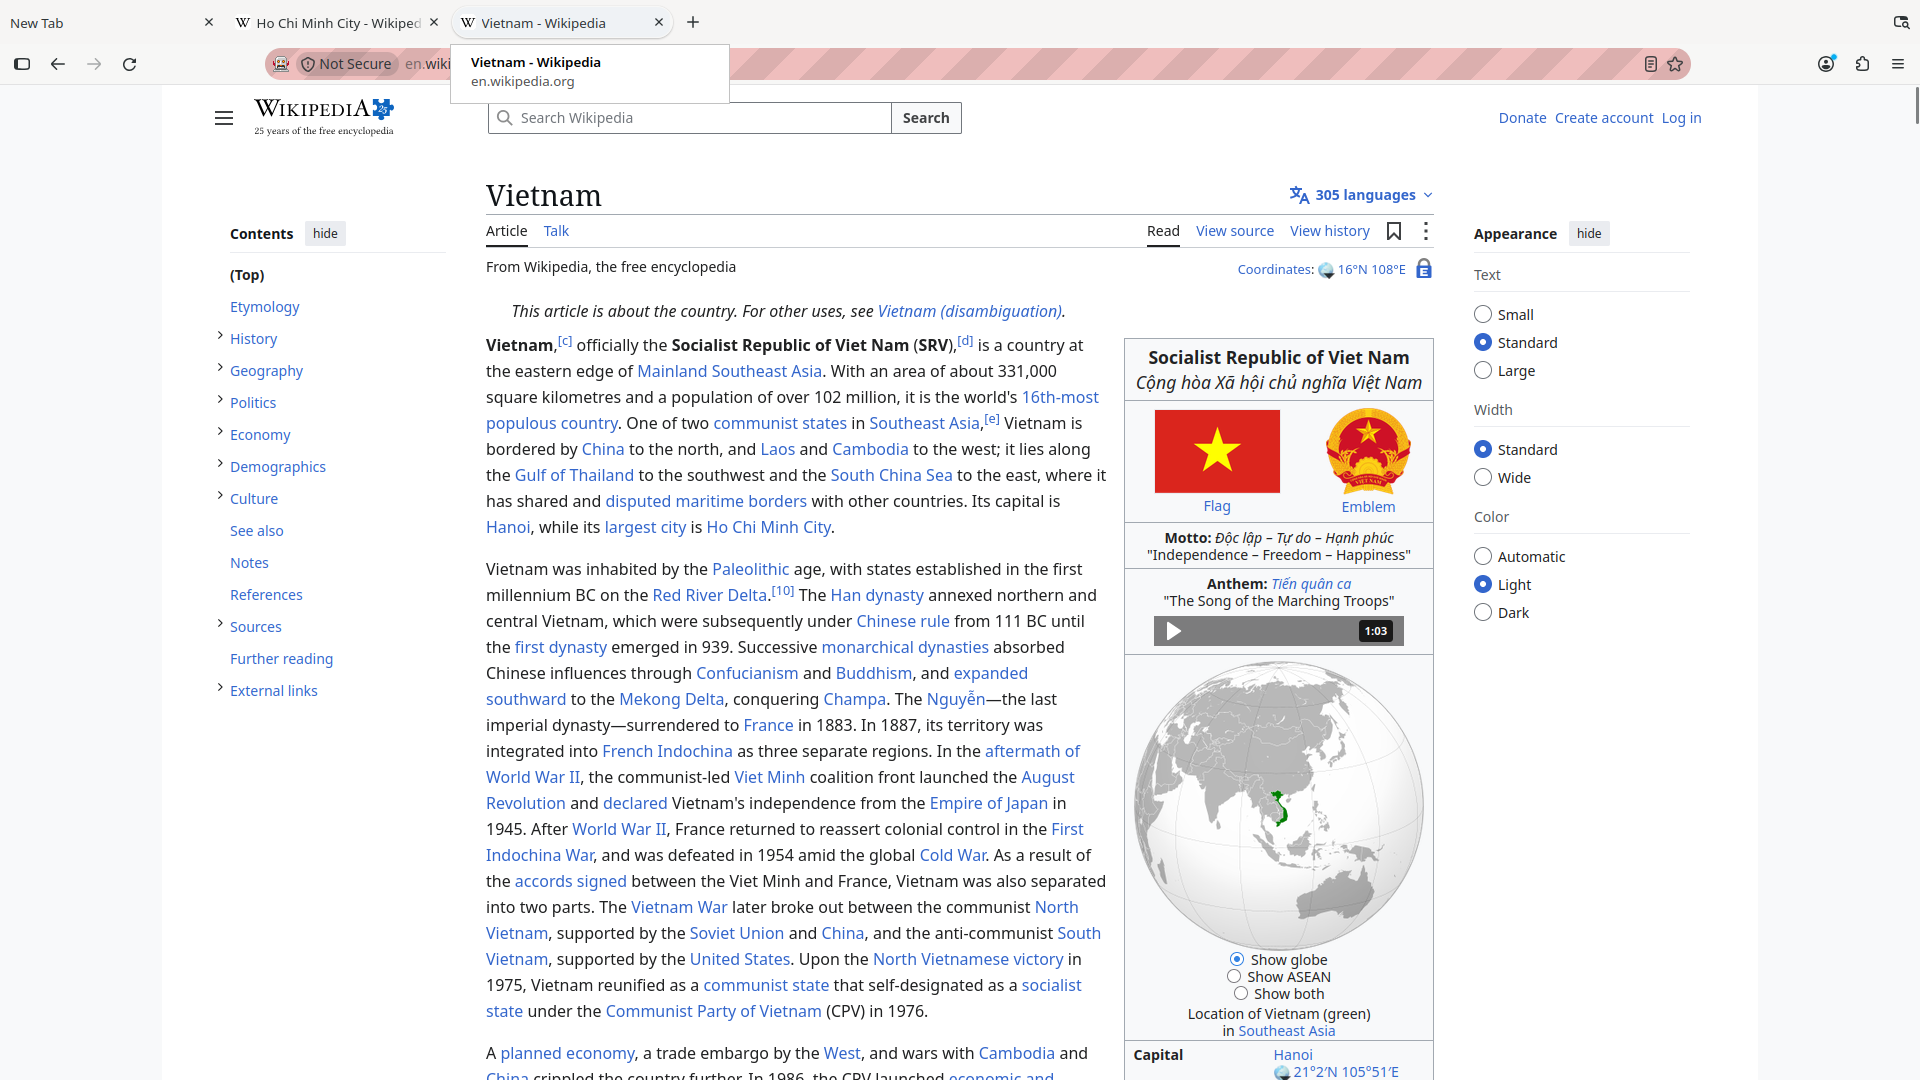 New Tab
Ho Chi Minh City - Wikiped
Vietnam - Wikipedia
Not Secure
en.wiki
Vietnam - Wikipedia
en.wikipedia.org
WIKIPEDIA
25
25 years of the free encyclopedia
Search Wikipedia
Search
Donate
Create account
Log in
Contents
hide
(Top)
Etymology
History
Geography
Politics
Economy
Demographics
Culture
See also
Notes
References
Sources
Further reading
External links
Vietnam
305 languages
Article
Talk
Read
View source
View history
From Wikipedia, the free encyclopedia
Coordinates: 16°N 108°E
This article is about the country. For other uses, see Vietnam (disambiguation).
Vietnam,[c] officially the Socialist Republic of Viet Nam (SRV),[d] is a country at
the eastern edge of Mainland Southeast Asia. With an area of about 331,000
square kilometres and a population of over 102 million, it is the world's 16th-most
populous country. One of two communist states in Southeast Asia,[e] Vietnam is
bordered by China to the north, and Laos and Cambodia to the west; it lies along
the Gulf of Thailand to the southwest and the South China Sea to the east, where it
has shared and disputed maritime borders with other countries. Its capital is
Hanoi, while its largest city is Ho Chi Minh City.
Vietnam was inhabited by the Paleolithic age, with states established in the first
millennium BC on the Red River Delta.[10] The Han dynasty annexed northern and
central Vietnam, which were subsequently under Chinese rule from 111 BC until
the first dynasty emerged in 939. Successive monarchical dynasties absorbed
Chinese influences through Confucianism and Buddhism, and expanded
southward to the Mekong Delta, conquering Champa. The Nguyễn—the last
imperial dynasty—surrendered to France in 1883. In 1887, its territory was
integrated into French Indochina as three separate regions. In the aftermath of
World War II, the communist-led Viet Minh coalition front launched the August
Revolution and declared Vietnam's independence from the Empire of Japan in
1945. After World War II, France returned to reassert colonial control in the First
Indochina War, and was defeated in 1954 amid the global Cold War. As a result of
the accords signed between the Viet Minh and France, Vietnam was also separated
into two parts. The Vietnam War later broke out between the communist North
Vietnam, supported by the Soviet Union and China, and the anti-communist South
Vietnam, supported by the United States. Upon the North Vietnamese victory in
1975, Vietnam reunified as a communist state that self-designated as a socialist
state under the Communist Party of Vietnam (CPV) in 1976.
A planned economy, a trade embargo by the West, and wars with Cambodia and
China crippled the country further. In 1986, the CPV launched economic and
Socialist Republic of Viet Nam
Cộng hòa Xã hội chủ nghĩa Việt Nam
Flag
Emblem
Motto: Độc lập – Tự do – Hạnh phúc
"Independence – Freedom – Happiness"
Anthem: Tiến quân ca
"The Song of the Marching Troops"
1:03
Show globe
Show ASEAN
Show both
Location of Vietnam (green)
in Southeast Asia
Capital
Hanoi
21°2′N 105°51′E
Appearance
hide
Text
Small
Standard
Large
Width
Standard
Wide
Color
Automatic
Light
Dark